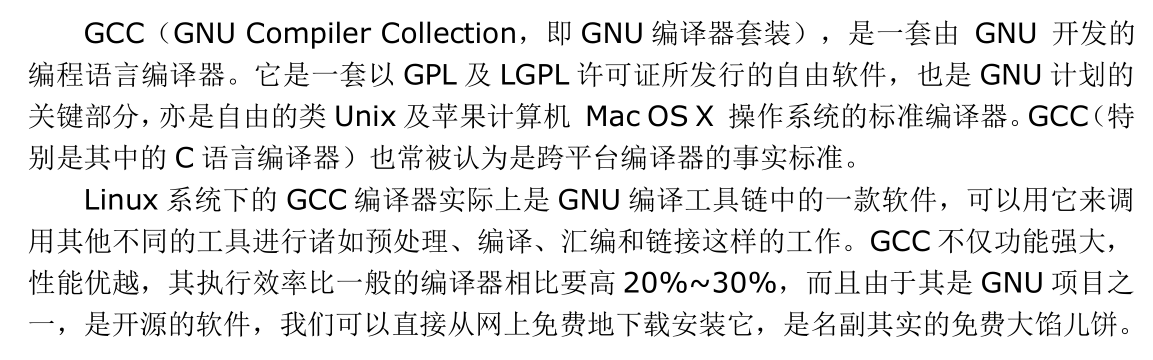 GCC（GNU Compiler Collection，即 GNU 编译器套装），是一套由 GNU 开发的
编程语言编译器。它是一套以 GPL 及 LGPL 许可证所发行的自由软件，也是 GNU 计划的
关键部分，亦是自由的类 Unix 及苹果计算机 Mac OS X 操作系统的标准编译器。GCC（特
别是其中的 C 语言编译器）也常被认为是跨平台编译器的事实标准。
Linux 系统下的 GCC 编译器实际上是 GNU 编译工具链中的一款软件，可以用它来调
用其他不同的工具进行诸如预处理、编译、汇编和链接这样的工作。GCC 不仅功能强大，
性能优越，其执行效率比一般的编译器相比要高 20%~30%，而且由于其是 GNU 项目之
一，是开源的软件，我们可以直接从网上免费地下载安装它，是名副其实的免费大馅儿饼。